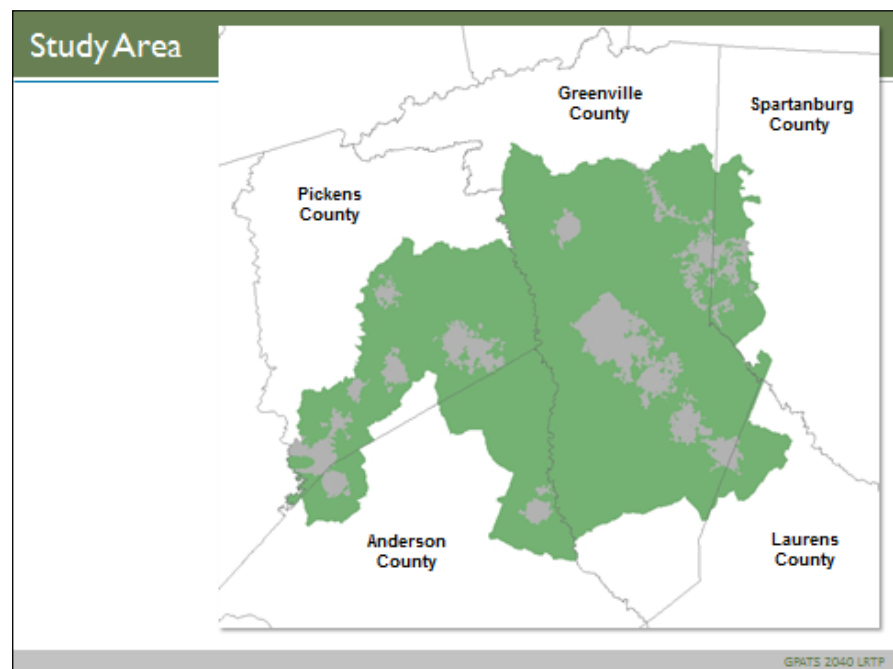 Study Area
Greenville
County
Spartanburg
County
Pickens
County
Anderson
County
Laurens
County
GPATS 2040 LRTP